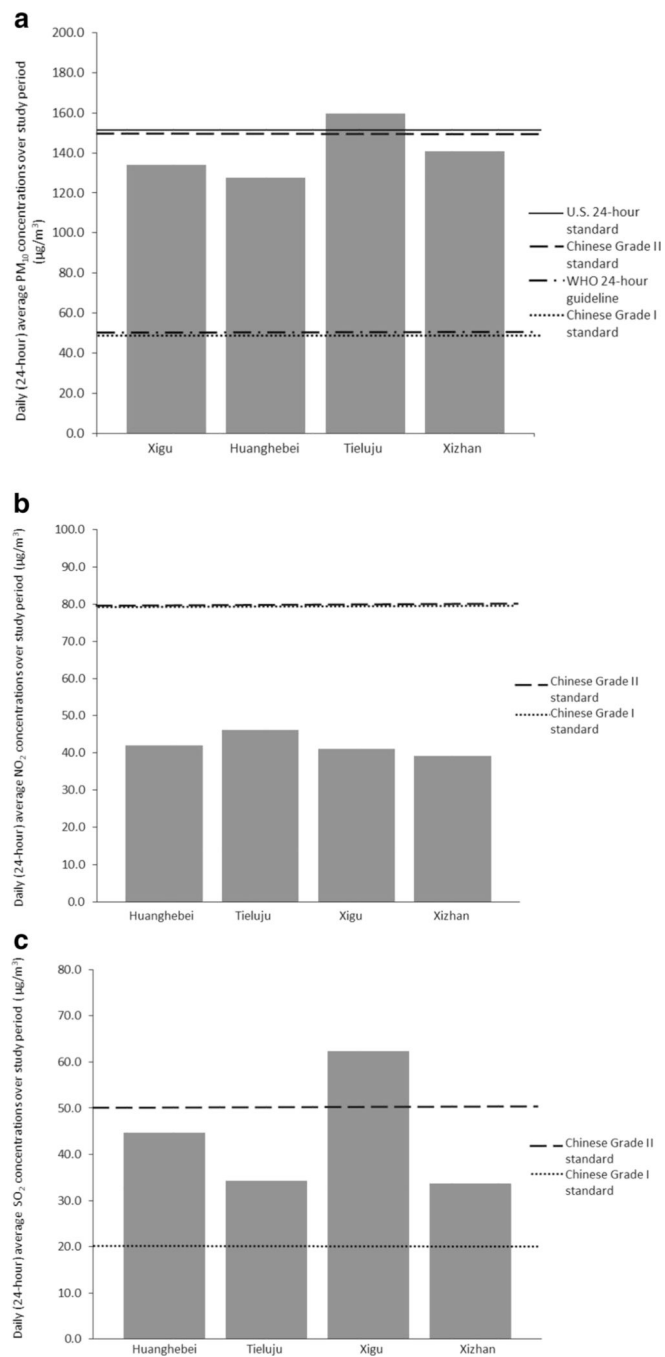 a
Daily (24-hour) average PM10 concentrations over study period
(µg/m³)
200.0
180.0
160.0
140.0
120.0
100.0
80.0
60.0
40.0
20.0
0.0
Xigu Huanghebei Tieluju Xizhan
U.S. 24-hour
standard
Chinese Grade II
standard
WHO 24-hour
guideline
Chinese Grade I
standard
b
Daily (24-hour) average NO2 concentrations over study period (µg/m³)
100.0
90.0
80.0
70.0
60.0
50.0
40.0
30.0
20.0
10.0
0.0
Huanghebei Tieluju Xigu Xizhan
Chinese Grade II
standard
Chinese Grade I
standard
c
Daily (24-hour) average SO2 concentrations over study period (µg/m³)
80.0
70.0
60.0
50.0
40.0
30.0
20.0
10.0
0.0
Huanghebei Tieluju Xigu Xizhan
Chinese Grade II
standard
Chinese Grade I
standard